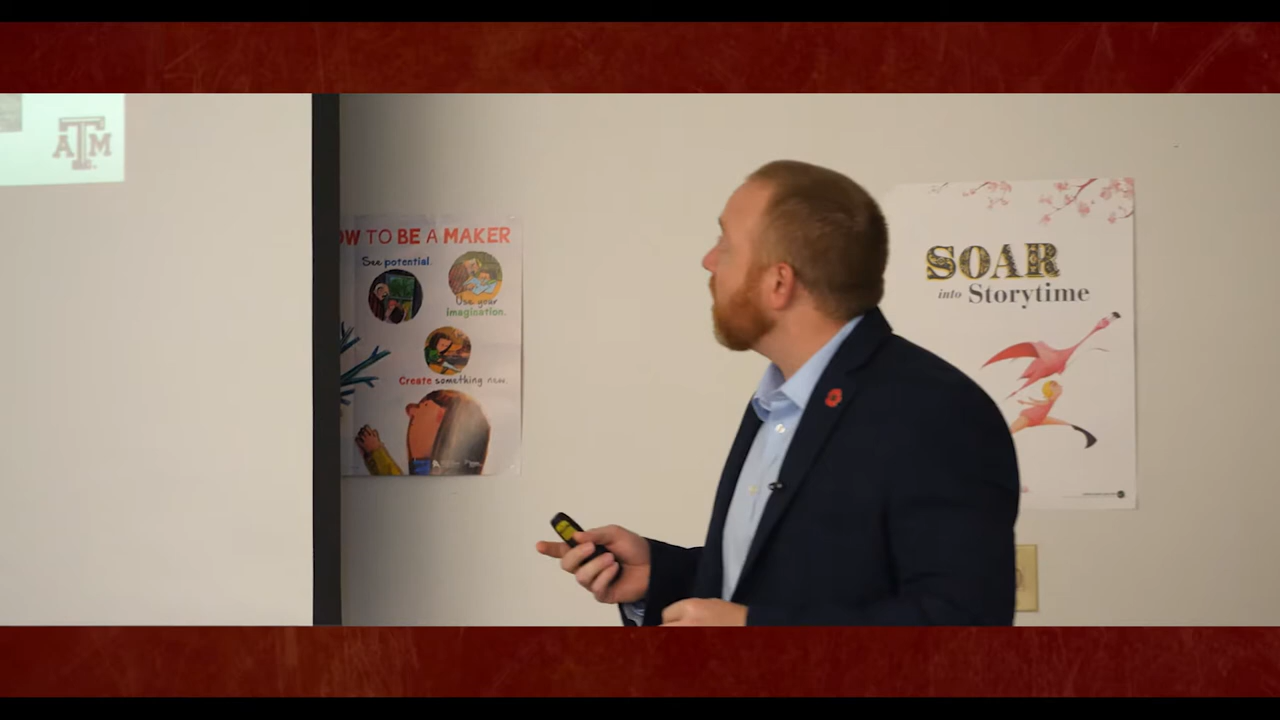 ATM
OW TO BE A MAKER
See potential.
Use your
imagination.
Create something new.
SOAR
into Storytime